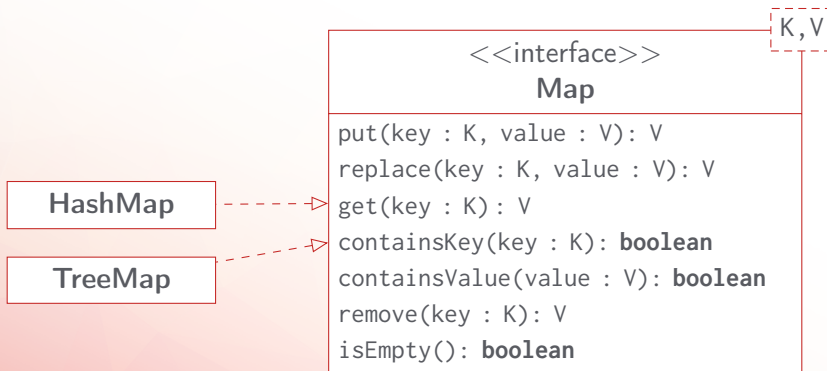 K,V
<<interface>>
Map
put(key : K, value : V): V
replace(key : K, value : V): V
get(key : K): V
containsKey(key : K): boolean
containsValue(value : V): boolean
remove(key : K): V
isEmpty(): boolean
HashMap
TreeMap